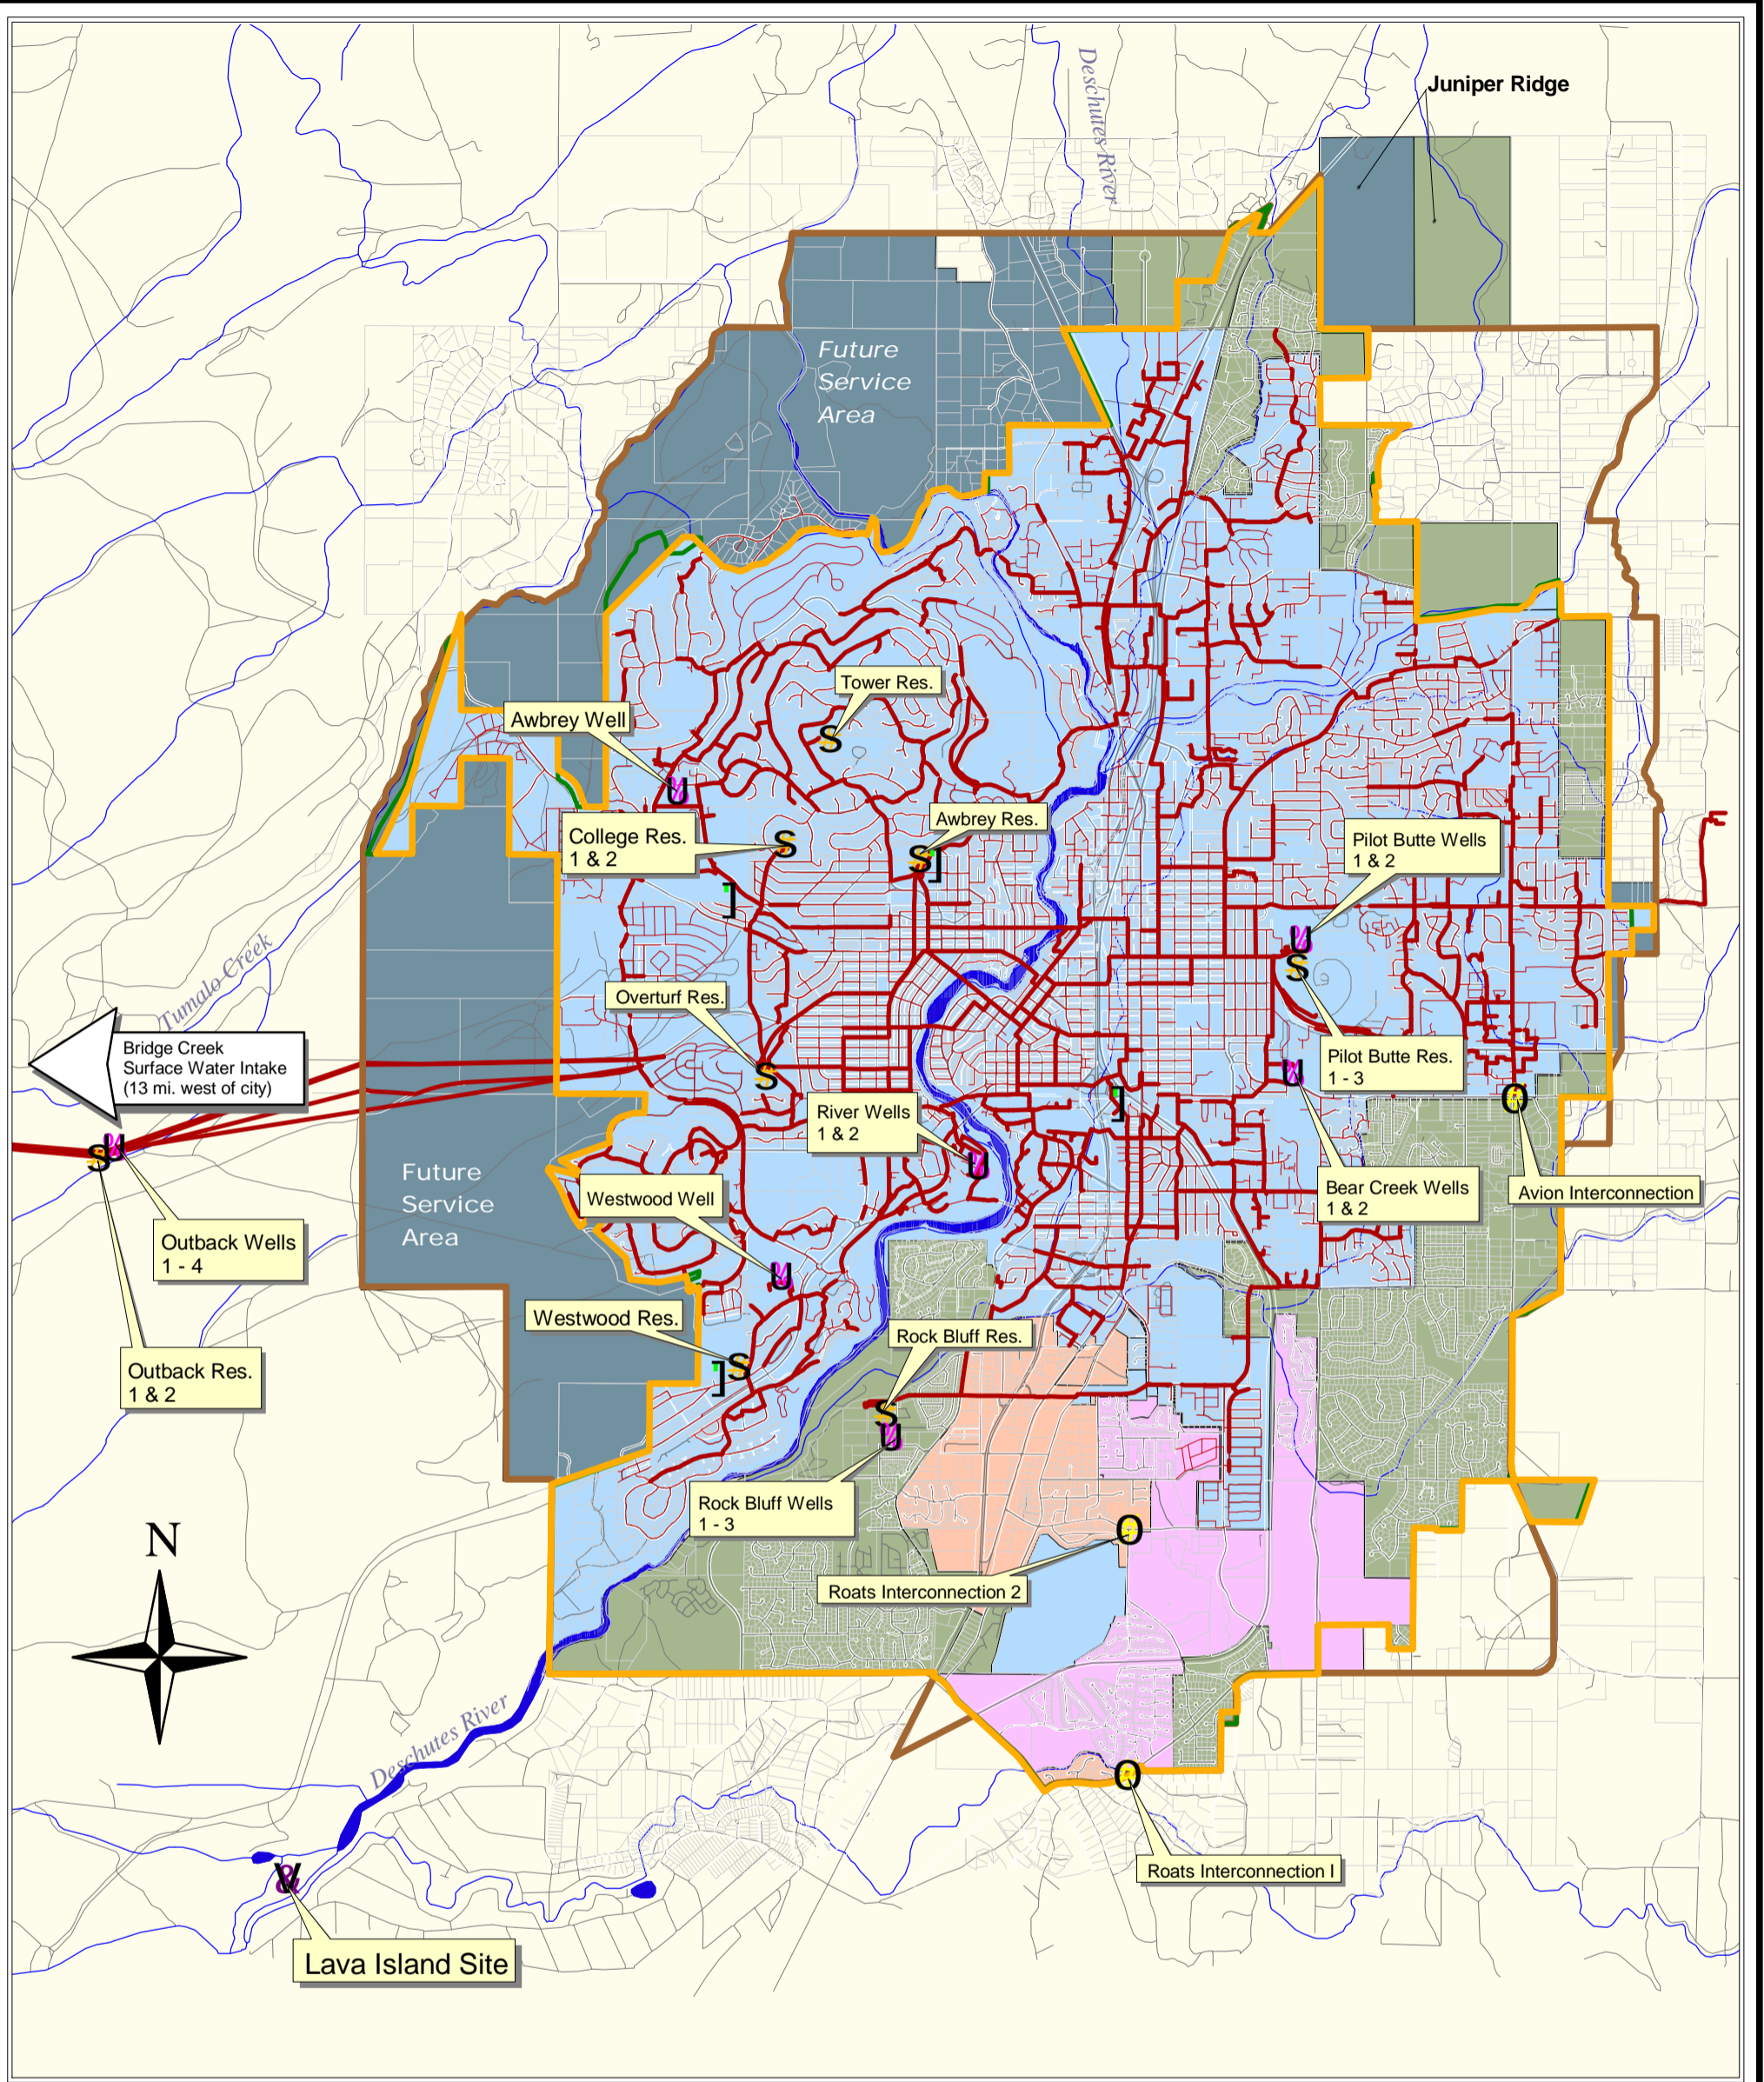 Juniper Ridge
Deschutes River
Future
Service
Area
Tower Res.
Awbrey Well
U
S
College Res.
1 & 2
S
Awbrey Res.
S
]
]
Pilot Butte Wells
1 & 2
U
S
Tumalo Creek
Overturf Res.
Bridge Creek
Surface Water Intake
(13 mi. west of city)
S
Pilot Butte Res.
1 - 3
U
O
]
River Wells
1 & 2
U
U
S
Future
Service
Area
Westwood Well
Bear Creek Wells
1 & 2
Avion Interconnection
Outback Wells
1 - 4
U
Westwood Res.
Rock Bluff Res.
S
]
Outback Res.
1 & 2
S
U
Rock Bluff Wells
1 - 3
N
O
Roats Interconnection 2
Deschutes River
O
Roats Interconnection I
V
&
Lava Island Site